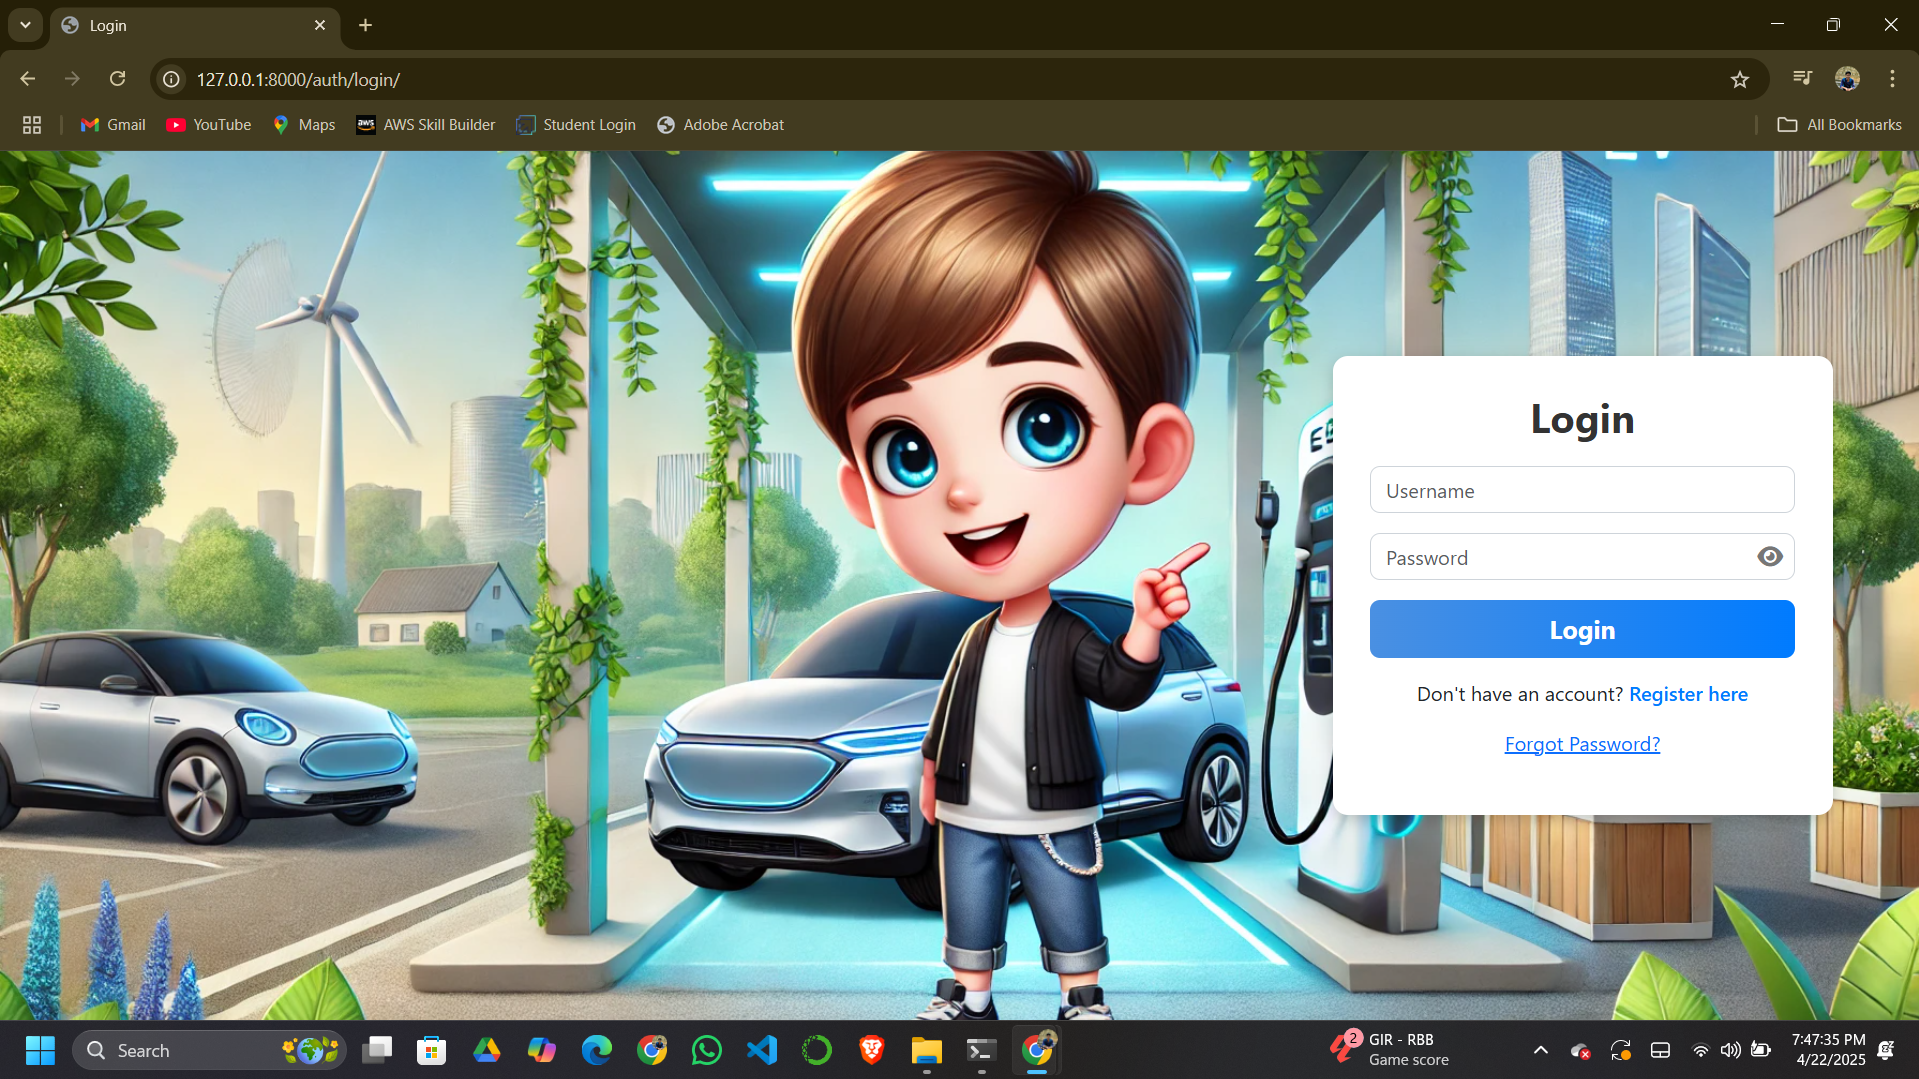 Login
127.0.0.1:8000/auth/login/
Gmail
YouTube
Maps
aws
AWS Skill Builder
Student Login
Adobe Acrobat
All Bookmarks
Login
Username
Password
Login
Don't have an account? Register here
Forgot Password?
Search
2
GIR - RBB
Game score
7:47:35 PM
4/22/2025